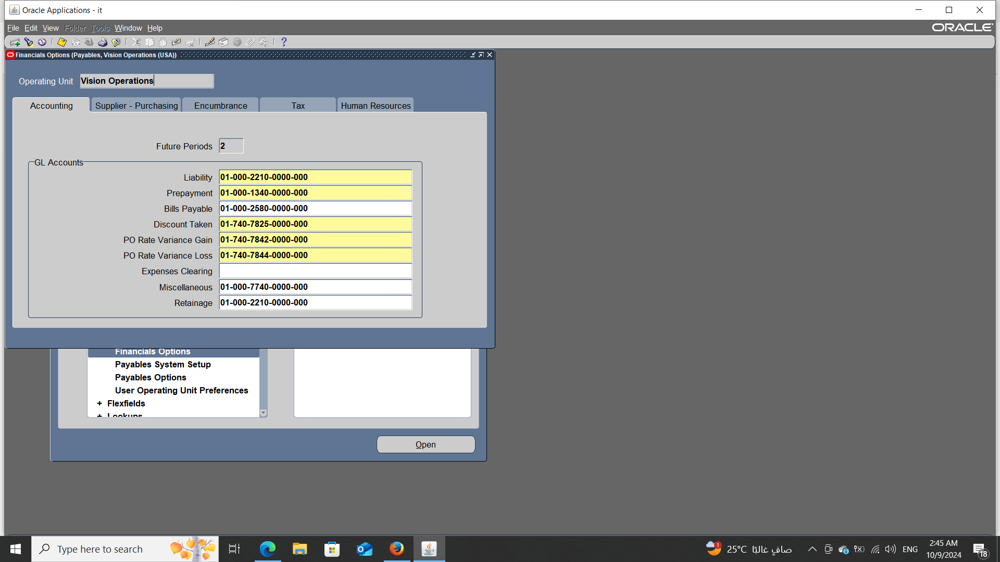 Oracle Applications - it
File Edit View Folder Tools Window Help
ORACLE
Financials Options (Payables, Vision Operations (USA))
Operating Unit Vision Operations
Accounting Supplier - Purchasing Encumbrance Tax Human Resources
Future Periods 2
GL Accounts
Liability 01-000-2210-0000-000
Prepayment 01-000-1340-0000-000
Bills Payable 01-000-2580-0000-000
Discount Taken 01-740-7825-0000-000
PO Rate Variance Gain 01-740-7842-0000-000
PO Rate Variance Loss 01-740-7844-0000-000
Expenses Clearing
Miscellaneous 01-000-7740-0000-000
Retainage 01-000-2210-0000-000
Financials Options
Payables System Setup
Payables Options
User Operating Unit Preferences
+ Flexfields
+ Lookups
Open
Type here to search
1
25°C صافٍ غالبًا
ENG
2:45 AM
10/9/2024
18